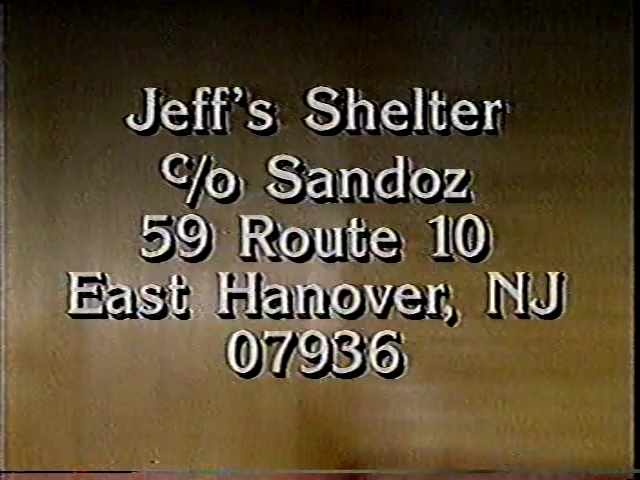 Jeff's Shelter
c/o Sandoz
59 Route 10
East Hanover, NJ
07936